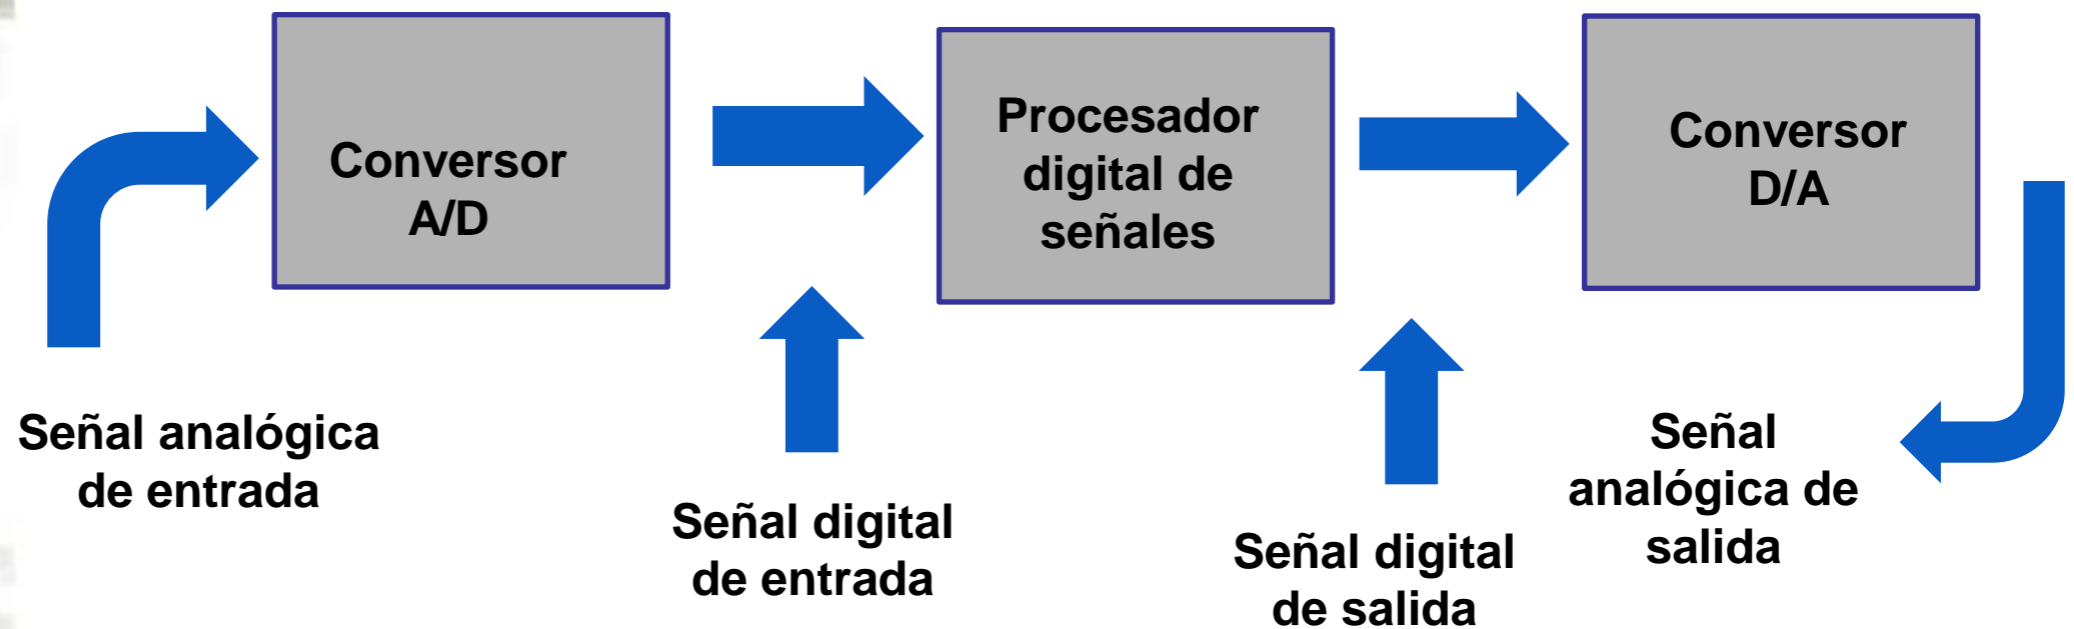 Conversor
A/D
Procesador
digital de
señales
Conversor
D/A
Señal analógica
de entrada
Señal digital
de entrada
Señal digital
de salida
Señal
analógica de
salida